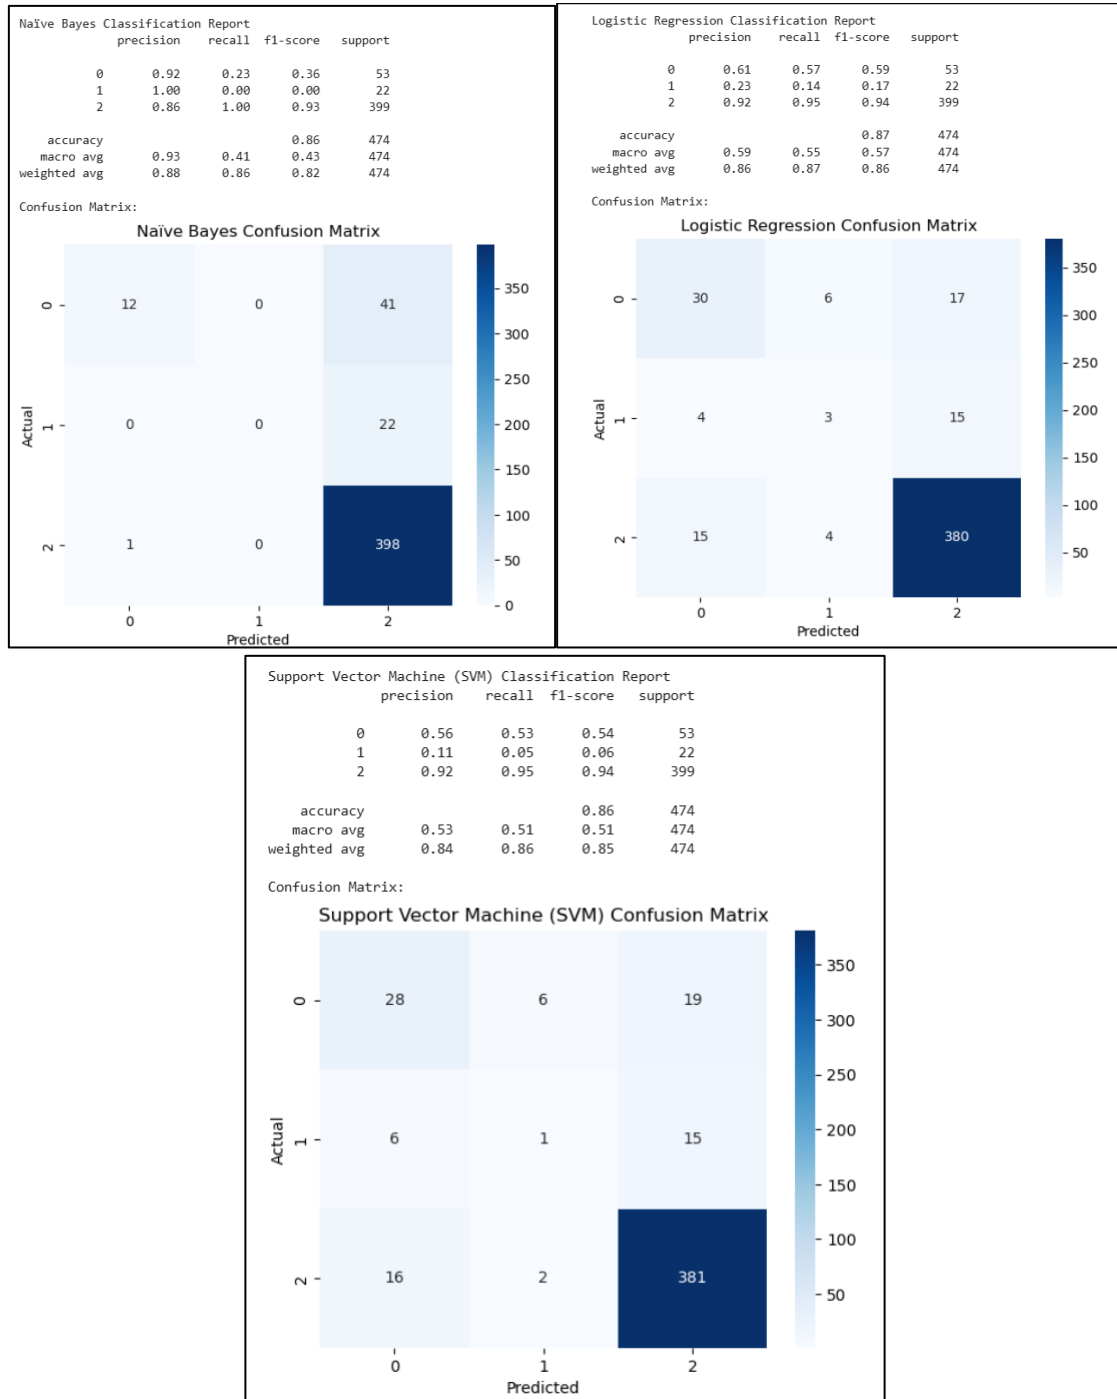 Naïve Bayes Classification Report
precision recall f1-score support
0 0.92 0.23 0.36 53
1 1.00 0.00 0.00 22
2 0.86 1.00 0.93 399
accuracy 0.86 474
macro avg 0.93 0.41 0.43 474
weighted avg 0.88 0.86 0.82 474
Confusion Matrix:
Naïve Bayes Confusion Matrix
350
300
250
200
150
100
50
0
Actual
0
12 0 41
1
0 0 22
2
1 0 398
0 1 2
Predicted
Logistic Regression Classification Report
precision recall f1-score support
0 0.61 0.57 0.59 53
1 0.23 0.14 0.17 22
2 0.92 0.95 0.94 399
accuracy 0.87 474
macro avg 0.59 0.55 0.57 474
weighted avg 0.86 0.87 0.86 474
Confusion Matrix:
Logistic Regression Confusion Matrix
350
300
250
200
150
100
50
Actual
0
30 6 17
1
4 3 15
2
15 4 380
0 1 2
Predicted
Support Vector Machine (SVM) Classification Report
precision recall f1-score support
0 0.56 0.53 0.54 53
1 0.11 0.05 0.06 22
2 0.92 0.95 0.94 399
accuracy 0.86 474
macro avg 0.53 0.51 0.51 474
weighted avg 0.84 0.86 0.85 474
Confusion Matrix:
Support Vector Machine (SVM) Confusion Matrix
350
300
250
200
150
100
50
Actual
0
28 6 19
1
6 1 15
2
16 2 381
0 1 2
Predicted